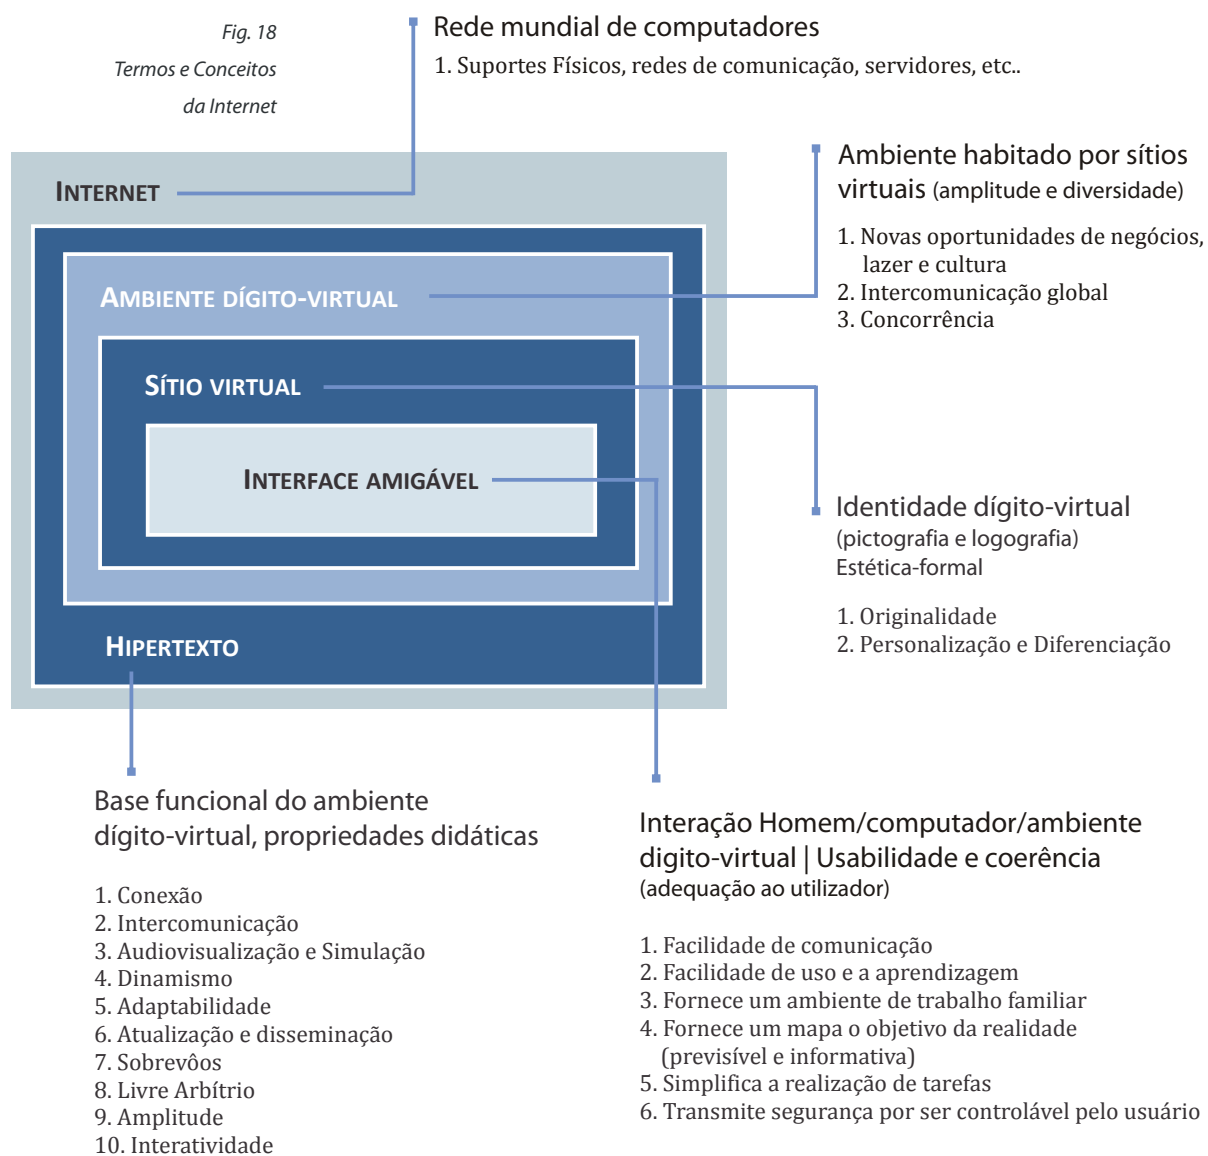 Fig. 18
Termos e Conceitos
da Internet
Rede mundial de computadores
1. Suportes Físicos, redes de comunicação, servidores, etc..
INTERNET
Ambiente habitado por sítios
virtuais (amplitude e diversidade)
1. Novas oportunidades de negócios,
lazer e cultura
2. Intercomunicação global
3. Concorrência
AMBIENTE DÍGITO-VIRTUAL
SÍTIO VIRTUAL
INTERFACE AMIGÁVEL
Identidade dígito-virtual
(pictografia e logografia)
Estética-formal
1. Originalidade
2. Personalização e Diferenciação
HIPERTEXTO
Base funcional do ambiente
dígito-virtual, propriedades didáticas
1. Conexão
2. Intercomunicação
3. Audiovisualização e Simulação
4. Dinamismo
5. Adaptabilidade
6. Atualização e disseminação
7. Sobrevôos
8. Livre Arbítrio
9. Amplitude
10. Interatividade
Interação Homem/computador/ambiente
digito-virtual | Usabilidade e coerência
(adequação ao utilizador)
1. Facilidade de comunicação
2. Facilidade de uso e a aprendizagem
3. Fornece um ambiente de trabalho familiar
4. Fornece um mapa o objetivo da realidade
(previsível e informativa)
5. Simplifica a realização de tarefas
6. Transmite segurança por ser controlável pelo usuário